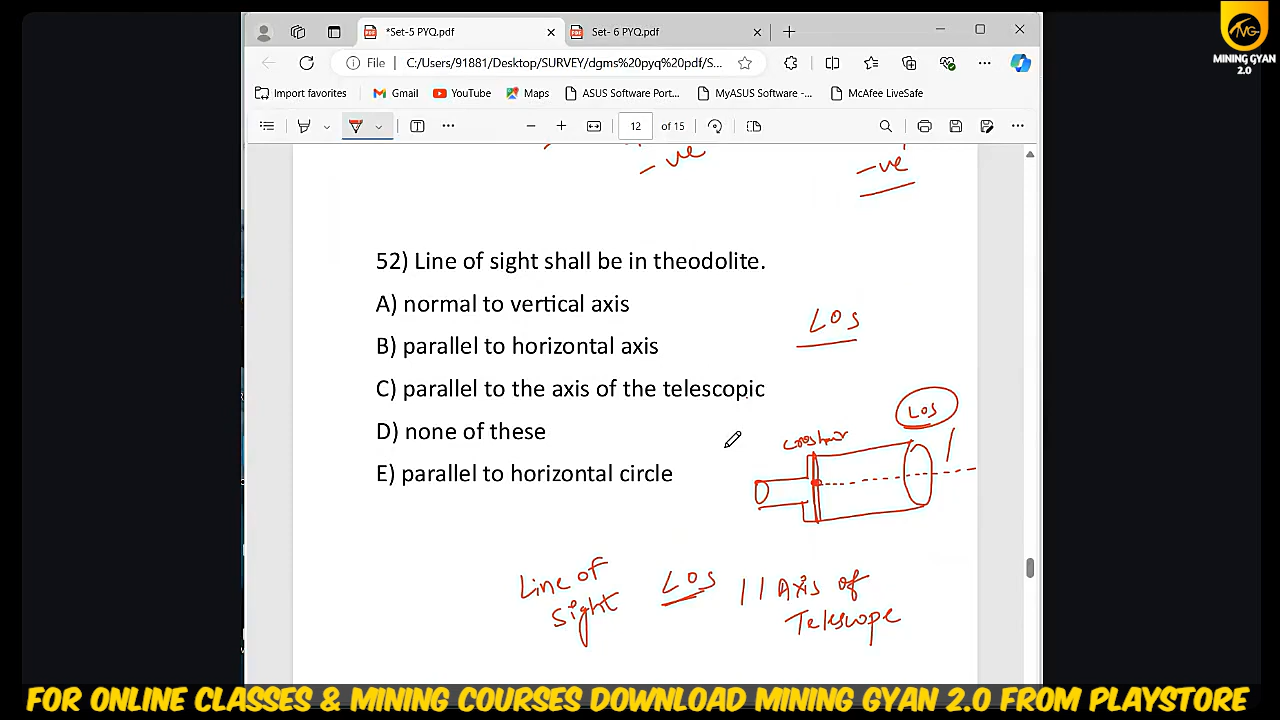 *Set-5 PYQ.pdf
Set- 6 PYQ.pdf
File
C:/Users/91881/Desktop/SURVEY/dgms%20pyq%20pdf/S...
Import favorites
Gmail
YouTube
Maps
ASUS Software Port...
MyASUS Software -...
McAfee LiveSafe
12 of 15
MINING GYAN
2.0
-ve
-ve
52) Line of sight shall be in theodolite.
A) normal to vertical axis
B) parallel to horizontal axis
C) parallel to the axis of the telescopic
D) none of these
E) parallel to horizontal circle
LOS
LOS
Line of
Sight
LOS || Axis of
Telescope
FOR ONLINE CLASSES & MINING COURSES DOWNLOAD MINING GYAN 2.0 FROM PLAYSTORE